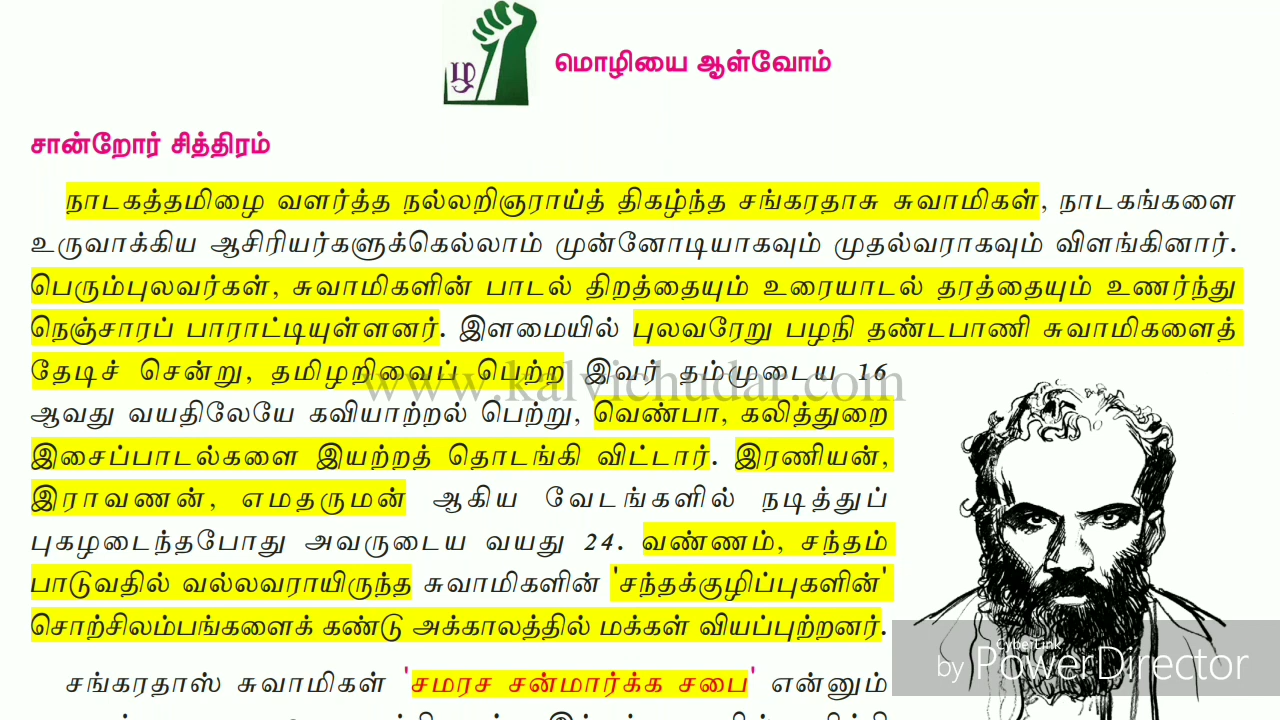 ழ
மொழியை ஆள்வோம்
சான்றோர் சித்திரம்
நாடகத்தமிழை வளர்த்த நல்லறிஞராய்த் திகழ்ந்த சங்கரதாசு சுவாமிகள், நாடகங்களை
உருவாக்கிய ஆசிரியர்களுக்கெல்லாம் முன்னோடியாகவும் முதல்வராகவும் விளங்கினார்.
பெரும்புலவர்கள், சுவாமிகளின் பாடல் திறத்தையும் உரையாடல் தரத்தையும் உணர்ந்து
நெஞ்சாரப் பாராட்டியுள்ளனர். இளமையில் புலவரேறு பழநி தண்டபாணி சுவாமிகளைத்
தேடிச் சென்று, தமிழறிவைப் பெற்ற இவர் தம்முடைய 16
www.kalvichudar.com
ஆவது வயதிலேயே கவியாற்றல் பெற்று, வெண்பா, கலித்துறை
இசைப்பாடல்களை இயற்றத் தொடங்கி விட்டார். இரணியன்,
இராவணன், எமதருமன் ஆகிய வேடங்களில் நடித்துப்
புகழடைந்தபோது அவருடைய வயது 24. வண்ணம், சந்தம்
பாடுவதில் வல்லவராயிருந்த சுவாமிகளின் 'சந்தக்குழிப்புகளின்'
சொற்சிலம்பங்களைக் கண்டு அக்காலத்தில் மக்கள் வியப்புற்றனர்.
சங்கரதாஸ் சுவாமிகள் 'சமரச சன்மார்க்க சபை' என்னும்
by CyberLink PowerDirector